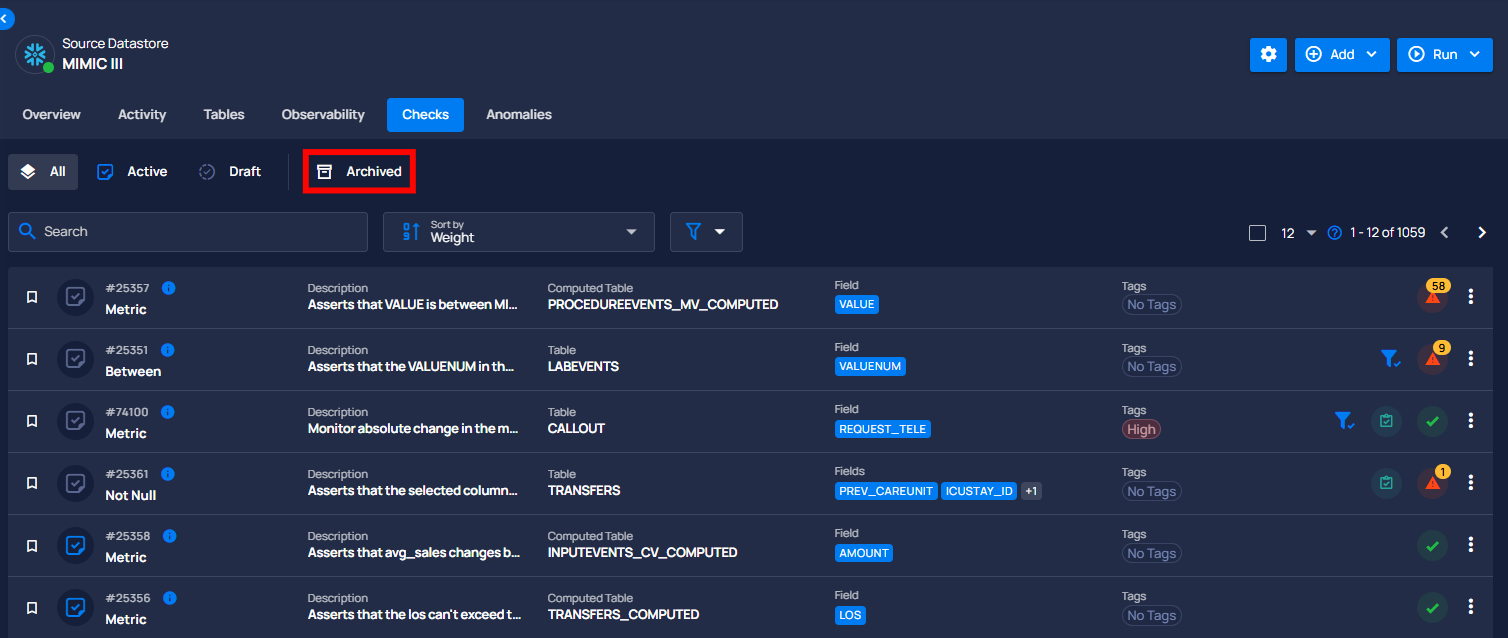 Source Datastore
MIMIC III
Add
Run
Overview
Activity
Tables
Observability
Checks
Anomalies
All
Active
Draft
Archived
Search
Sort by
Weight
12
1 - 12 of 1059
#25357
Metric
Description
Asserts that VALUE is between MI...
Computed Table
PROCEDUREEVENTS_MV_COMPUTED
Field
VALUE
Tags
No Tags
58
#25351
Between
Description
Asserts that the VALUENUM in th...
Table
LABEVENTS
Field
VALUENUM
Tags
No Tags
9
#74100
Metric
Description
Monitor absolute change in the m...
Table
CALLOUT
Field
REQUEST_TELE
Tags
High
#25361
Not Null
Description
Asserts that the selected column...
Table
TRANSFERS
Fields
PREV_CAREUNIT
ICUSTAY_ID
+1
Tags
No Tags
1
#25358
Metric
Description
Asserts that avg_sales changes b...
Computed Table
INPUTEVENTS_CV_COMPUTED
Field
AMOUNT
Tags
No Tags
#25356
Metric
Description
Asserts that the los can't exceed t...
Computed Table
TRANSFERS_COMPUTED
Field
LOS
Tags
No Tags